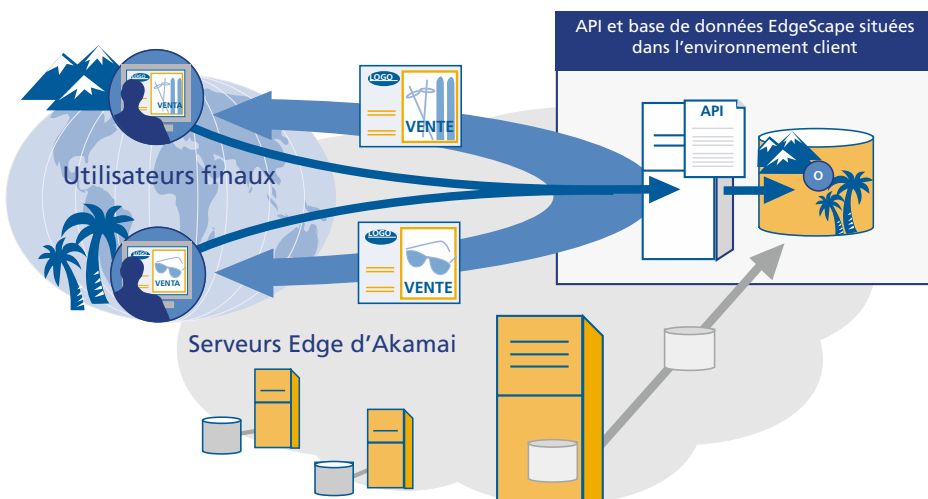 API et base de données EdgeScape situées
dans l'environnement client
LOGO
VENTA
LOGO
VENTE
API
O
Utilisateurs finaux
LOGO
VENTA
LOGO
VENTE
Serveurs Edge d'Akamai